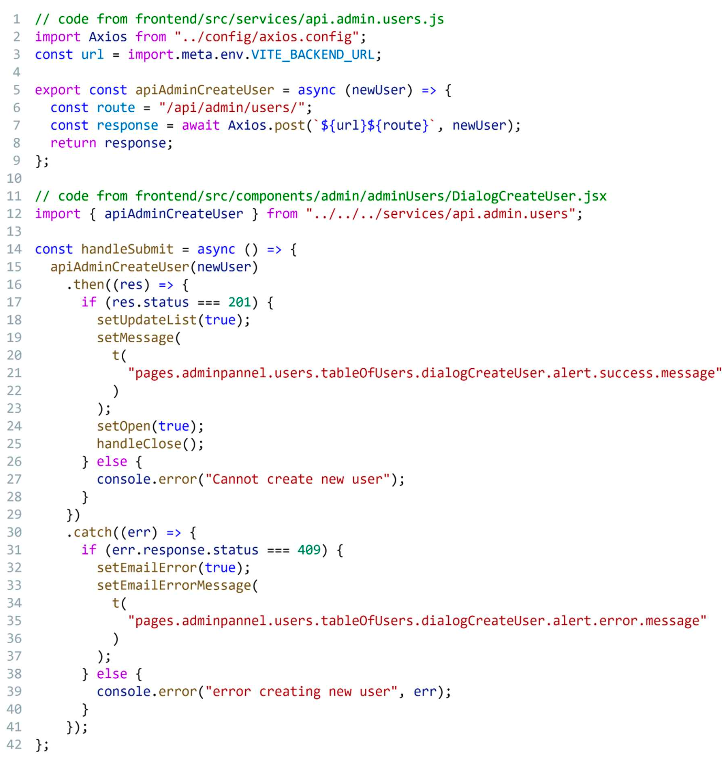 1 // code from frontend/src/services/api.admin.users.js
2 import Axios from "../config/axios.config";
3 const url = import.meta.env.VITE_BACKEND_URL;
4
5 export const apiAdminCreateUser = async (newUser) => {
6   const route = "/api/admin/users/";
7   const response = await Axios.post(`${url}${route}`, newUser);
8   return response;
9 };
10
11 // code from frontend/src/components/admin/adminUsers/DialogCreateUser.jsx
12 import { apiAdminCreateUser } from "../../../services/api.admin.users";
13
14 const handleSubmit = async () => {
15   apiAdminCreateUser(newUser)
16     .then((res) => {
17       if (res.status === 201) {
18         setUpdateList(true);
19         setMessage(
20           t(
21             "pages.adminpannel.users.tableOfUsers.dialogCreateUser.alert.success.message"
22           )
23         );
24         setOpen(true);
25         handleClose();
26       } else {
27         console.error("Cannot create new user");
28       }
29     })
30     .catch((err) => {
31       if (err.response.status === 409) {
32         setEmailError(true);
33         setEmailErrorMessage(
34           t(
35             "pages.adminpannel.users.tableOfUsers.dialogCreateUser.alert.error.message"
36           )
37         );
38       } else {
39         console.error("error creating new user", err);
40       }
41     });
42 };